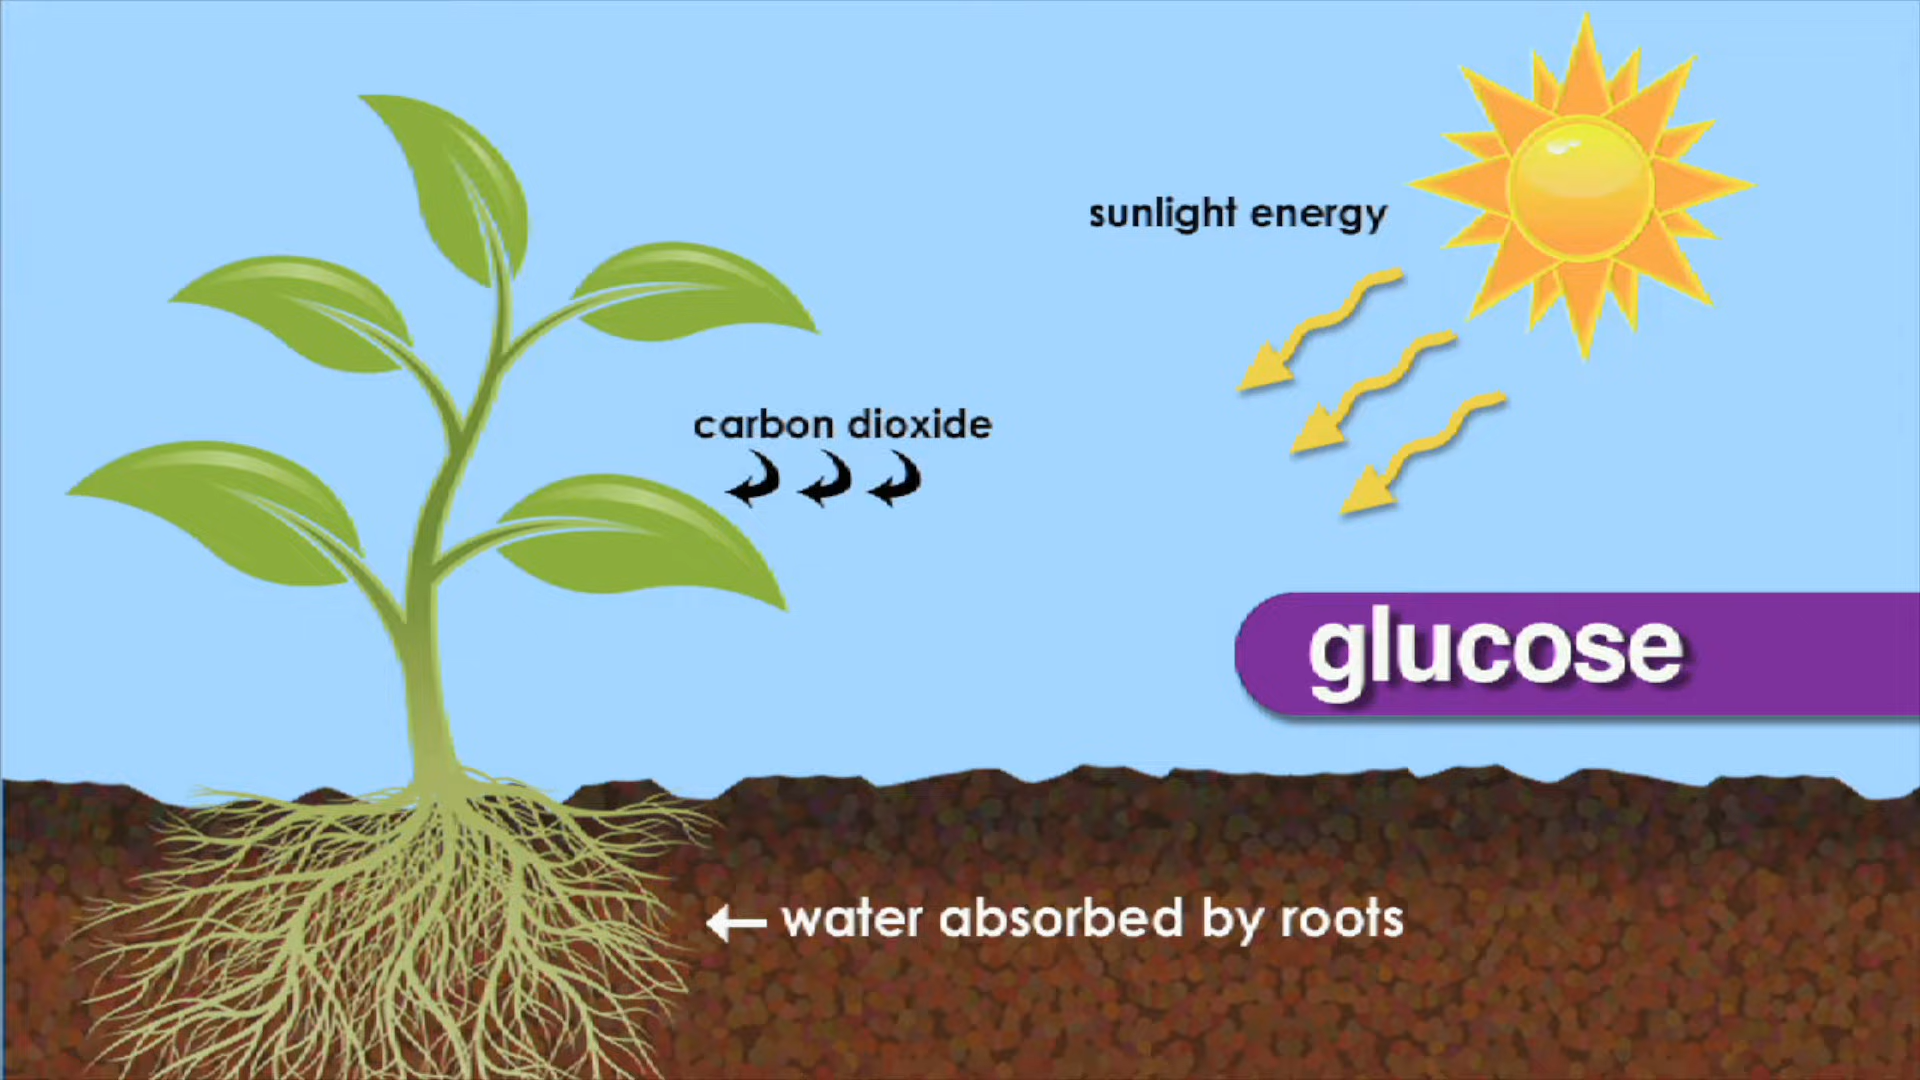 sunlight energy
carbon dioxide
glucose
water absorbed by roots